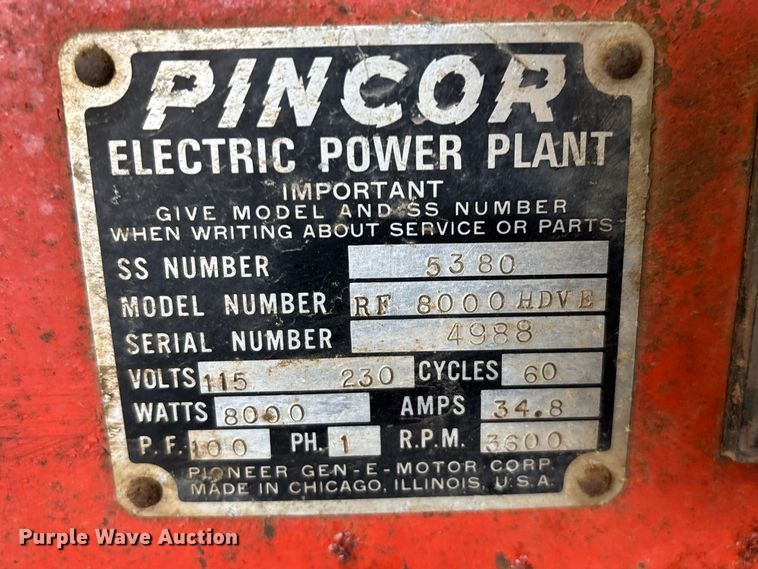 PINCOR
ELECTRIC POWER PLANT
IMPORTANT
GIVE MODEL AND SS NUMBER
WHEN WRITING ABOUT SERVICE OR PARTS
SS NUMBER 5380
MODEL NUMBER RF 8000HDVE
SERIAL NUMBER 4988
VOLTS 115 230 CYCLES 60
WATTS 8000 AMPS 34.8
P.F. 100 PH. 1 R.P.M. 3600
PIONEER GEN-E-MOTOR CORP.
MADE IN CHICAGO, ILLINOIS, U.S.A.
Purple Wave Auction